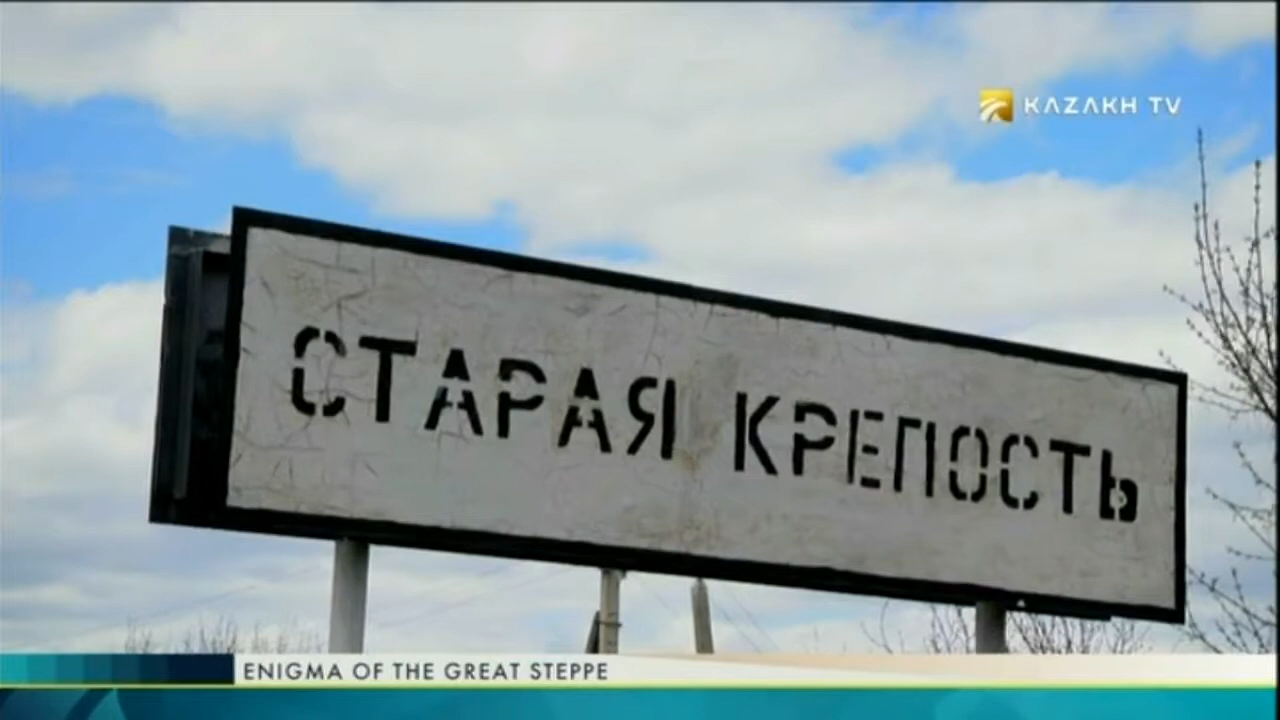 KAZAKH TV
СТАРАЯ КРЕПОСТЬ
ENIGMA OF THE GREAT STEPPE